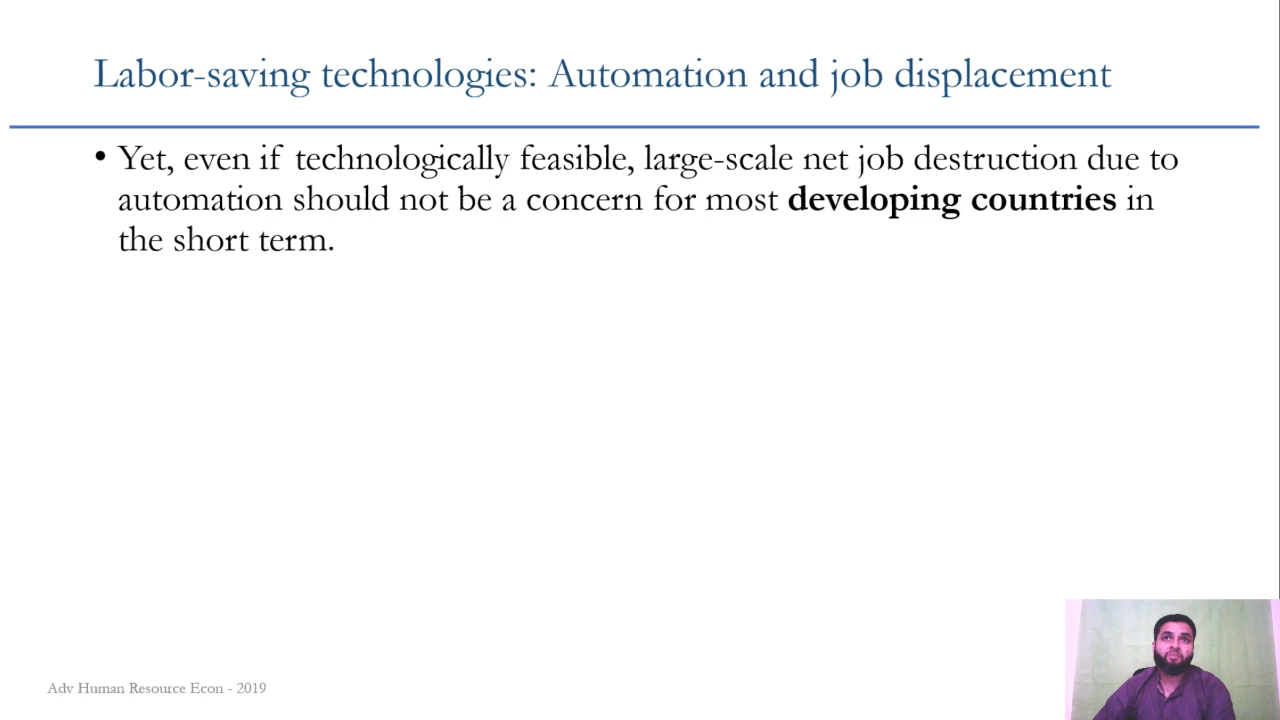 Labor-saving technologies: Automation and job displacement
• Yet, even if technologically feasible, large-scale net job destruction due to
automation should not be a concern for most developing countries in
the short term.
Adv Human Resource Econ - 2019